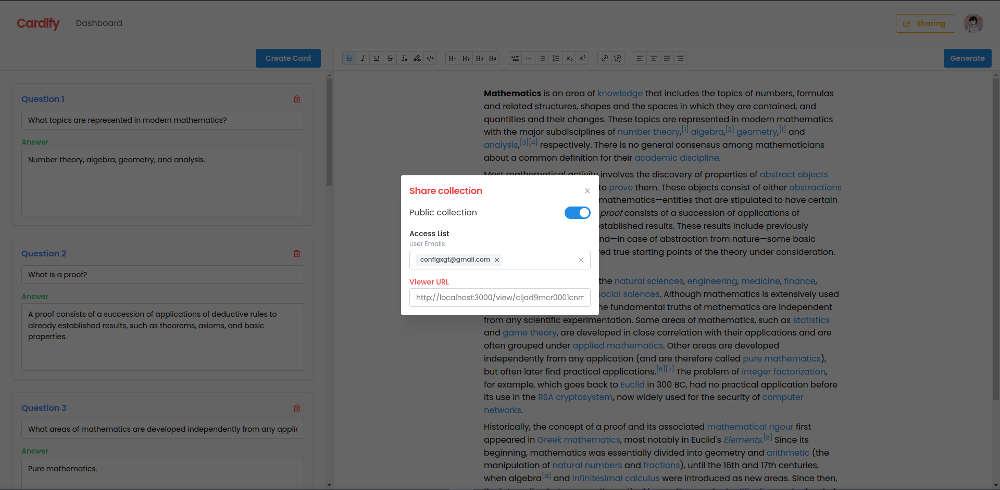 Cardify
Dashboard
Sharing
Create Card
B I U S Tx </> H1 H2 H3 H4 x2 x2
Generate
Question 1
What topics are represented in modern mathematics?
Answer
Number theory, algebra, geometry, and analysis.
Question 2
What is a proof?
Answer
A proof consists of a succession of applications of deductive rules to
already established results, such as theorems, axioms, and basic
properties.
Question 3
What areas of mathematics are developed independently from any applic
Answer
Pure mathematics.
Mathematics is an area of knowledge that includes the topics of numbers, formulas
and related structures, shapes and the spaces in which they are contained, and
quantities and their changes. These topics are represented in modern mathematics
with the major subdisciplines of number theory,[1] algebra,[2] geometry,[1] and
analysis,[3][4] respectively. There is no general consensus among mathematicians
about a common definition for their academic discipline.
Most mathematical activity involves the discovery of properties of abstract objects
to prove them. These objects consist of either abstractions
mathematics—entities that are stipulated to have certain
proof consists of a succession of applications of
established results. These results include previously
nd—in case of abstraction from nature—some basic
red true starting points of the theory under consideration.
the natural sciences, engineering, medicine, finance,
social sciences. Although mathematics is extensively used
he fundamental truths of mathematics are independent
from any scientific experimentation. Some areas of mathematics, such as statistics
and game theory, are developed in close correlation with their applications and are
often grouped under applied mathematics. Other areas are developed
independently from any application (and are therefore called pure mathematics),
but often later find practical applications.[6][7] The problem of integer factorization,
for example, which goes back to Euclid in 300 BC, had no practical application before
its use in the RSA cryptosystem, now widely used for the security of computer
networks.
Historically, the concept of a proof and its associated mathematical rigour first
appeared in Greek mathematics, most notably in Euclid's Elements.[8] Since its
beginning, mathematics was essentially divided into geometry and arithmetic (the
manipulation of natural numbers and fractions), until the 16th and 17th centuries,
when algebra[a] and infinitesimal calculus were introduced as new areas. Since then,
Share collection
Public collection
Access List
User Emails
configxgt@gmail.com
Viewer URL
http://localhost:3000/view/cljad9mcr0001cnm